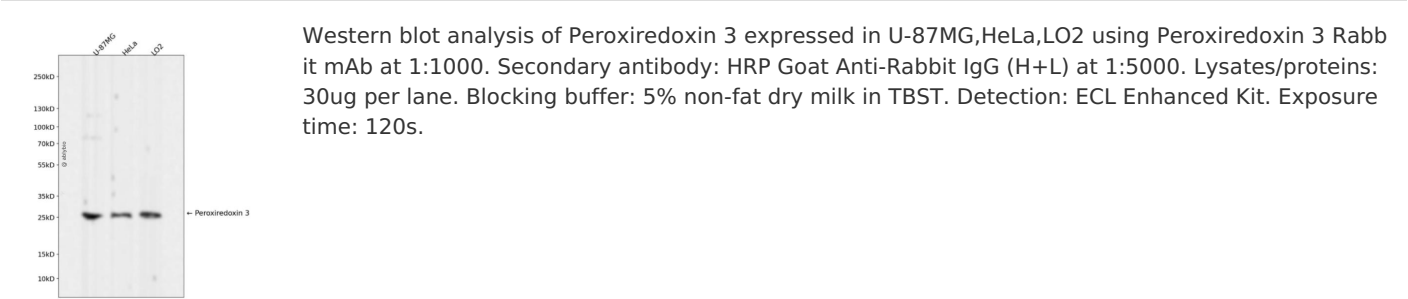 U-87MG HeLa LO2
250kD
130kD
100kD
70kD
55kD
35kD
25kD
15kD
10kD
← Peroxiredoxin 3
Western blot analysis of Peroxiredoxin 3 expressed in U-87MG,HeLa,LO2 using Peroxiredoxin 3 Rabb
it mAb at 1:1000. Secondary antibody: HRP Goat Anti-Rabbit IgG (H+L) at 1:5000. Lysates/proteins:
30ug per lane. Blocking buffer: 5% non-fat dry milk in TBST. Detection: ECL Enhanced Kit. Exposure
time: 120s.